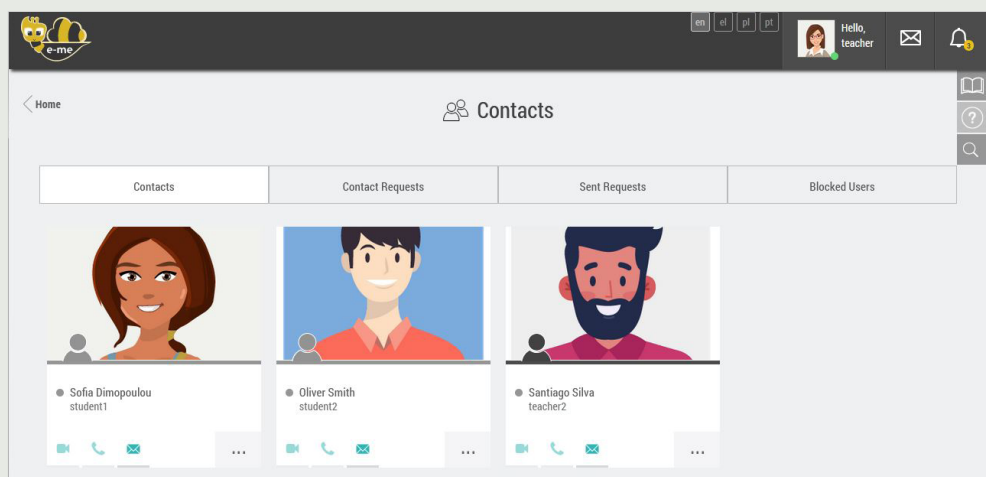 e-me
en el pl pt
Hello,
teacher
3
Home
Contacts
Contacts
Contact Requests
Sent Requests
Blocked Users
Sofia Dimopoulou
student1
Oliver Smith
student2
Santiago Silva
teacher2